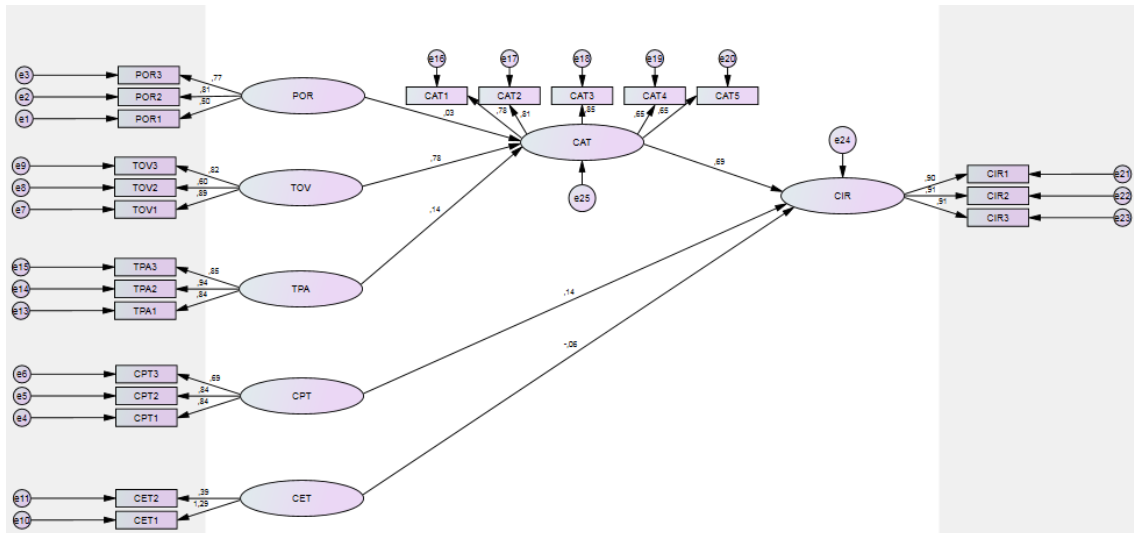 e16 e17 e18 e19 e20
CAT1 CAT2 CAT3 CAT4 CAT5
,78 ,81 ,85 ,65 ,65
e3 POR3 ,77
e2 POR2 ,81
e1 POR1 ,50
POR
,03
CAT
e25
e9 TOV3 ,82
e8 TOV2 ,60
e7 TOV1 ,89
TOV
,78
,69
e24
CIR
,90 CIR1 e21
,91 CIR2 e22
,91 CIR3 e23
e15 TPA3 ,85
e14 TPA2 ,94
e13 TPA1 ,84
TPA
,14
e6 CPT3 ,69
e5 CPT2 ,84
e4 CPT1 ,84
CPT
,14
e11 CET2 ,39
e10 CET1 1,29
CET